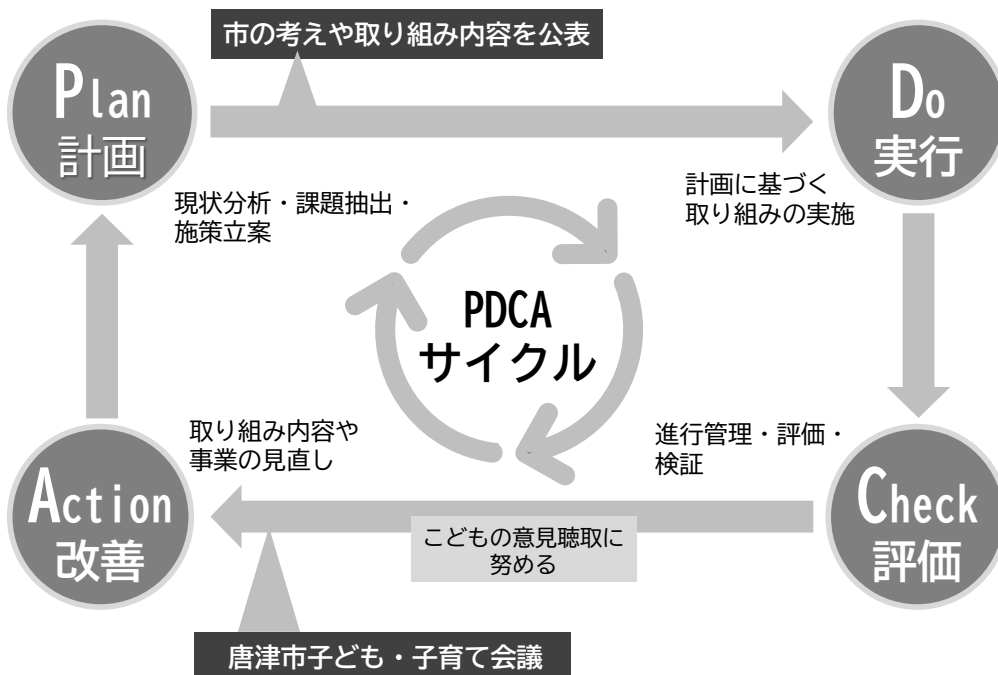 市の考えや取り組み内容を公表
Plan
計画
Do
実行
現状分析・課題抽出・
施策立案
計画に基づく
取り組みの実施
PDCA
サイクル
取り組み内容や
事業の見直し
進行管理・評価・
検証
Action
改善
こどもの意見聴取に
努める
Check
評価
唐津市子ども・子育て会議